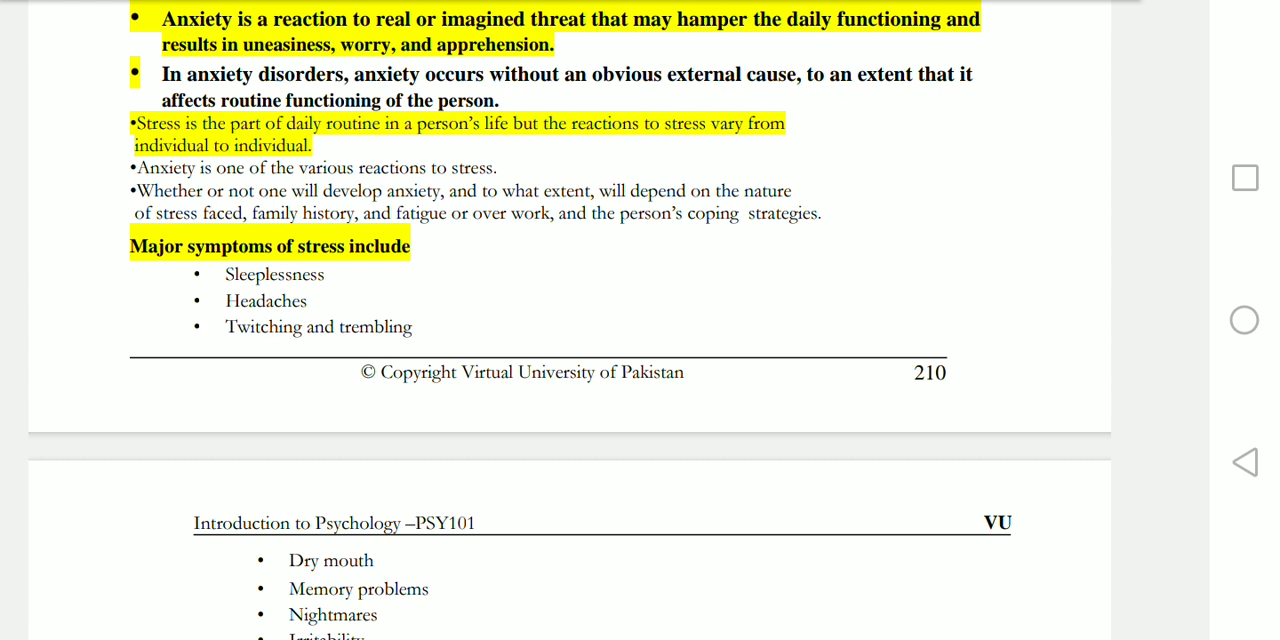 • Anxiety is a reaction to real or imagined threat that may hamper the daily functioning and
results in uneasiness, worry, and apprehension.
• In anxiety disorders, anxiety occurs without an obvious external cause, to an extent that it
affects routine functioning of the person.
•Stress is the part of daily routine in a person’s life but the reactions to stress vary from
individual to individual.
•Anxiety is one of the various reactions to stress.
•Whether or not one will develop anxiety, and to what extent, will depend on the nature
of stress faced, family history, and fatigue or over work, and the person’s coping strategies.
Major symptoms of stress include
• Sleeplessness
• Headaches
• Twitching and trembling
© Copyright Virtual University of Pakistan 210
Introduction to Psychology –PSY101 VU
• Dry mouth
• Memory problems
• Nightmares
• Irritability